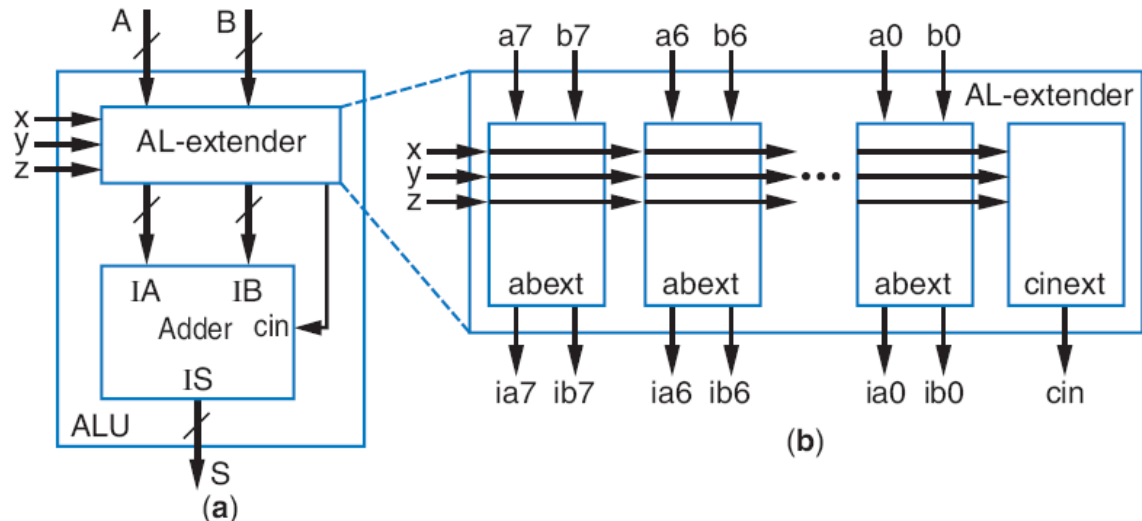 A B
x
y
z
AL-extender
IA IB
Adder cin
IS
ALU
S
(a)
a7 b7 a6 b6 a0 b0
AL-extender
x
y
z
abext abext abext cinext
ia7 ib7 ia6 ib6 ia0 ib0 cin
(b)